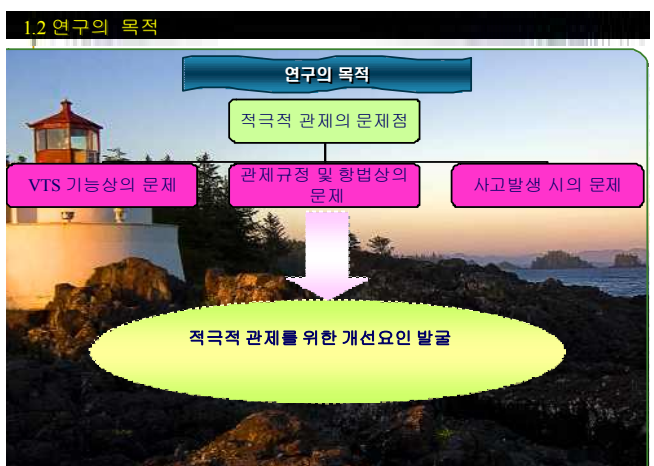 1.2 연구의 목적
연구의 목적
적극적 관제의 문제점
VTS 기능상의 문제
관제규정 및 항법상의
문제
사고발생 시의 문제
적극적 관제를 위한 개선요인 발굴